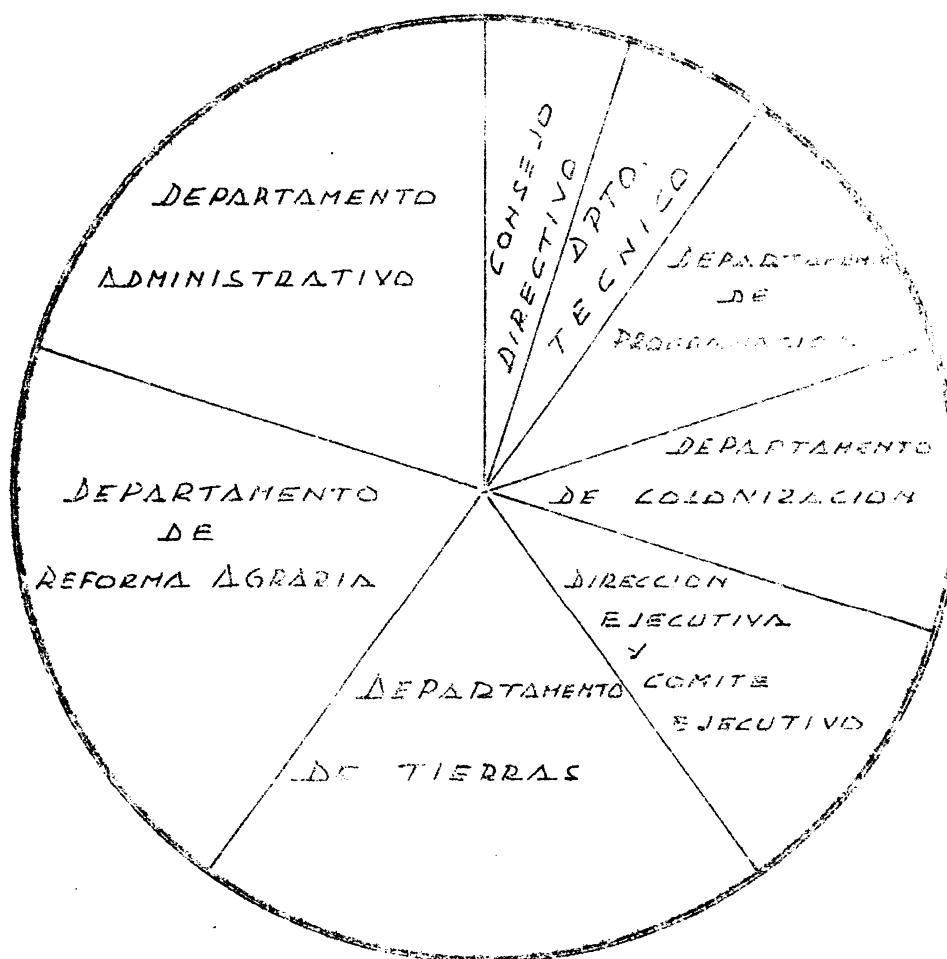 CONSEJO
DIRECTIVO
DPTO.
TECNICO
DEPARTAMENTO
DE
PROGRAMACION
DEPARTAMENTO
DE COLONIZACION
DIRECCION
EJECUTIVA
Y
COMITE
EJECUTIVO
DEPARTAMENTO
DE TIERRAS
DEPARTAMENTO
DE
REFORMA AGRARIA
DEPARTAMENTO
ADMINISTRATIVO